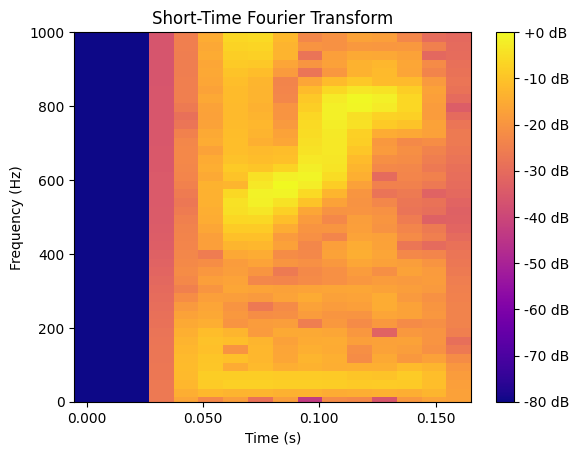 Short-Time Fourier Transform
Frequency (Hz)
1000
800
600
400
200
0
0.000
0.050
0.100
0.150
Time (s)
+0 dB
-10 dB
-20 dB
-30 dB
-40 dB
-50 dB
-60 dB
-70 dB
-80 dB